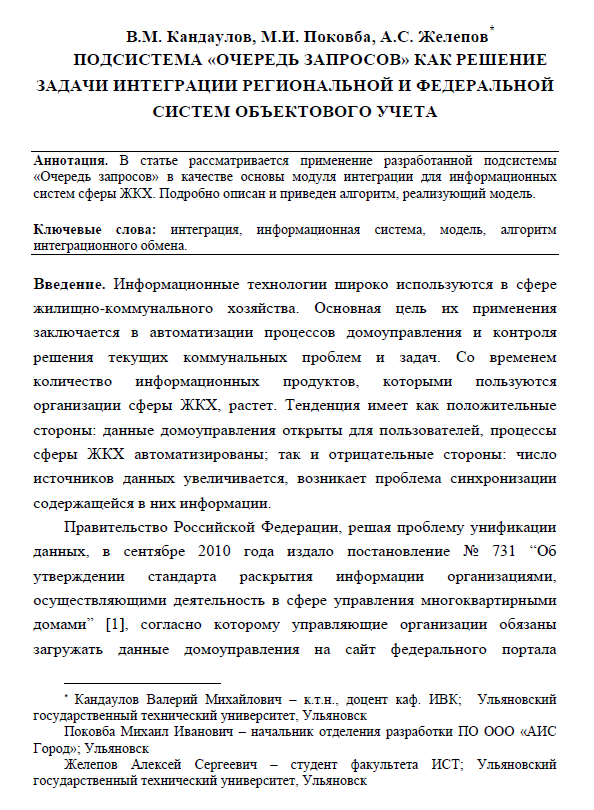 В.М. Кандаулов, М.И. Поковба, А.С. Желепов*
ПОДСИСТЕМА «ОЧЕРЕДЬ ЗАПРОСОВ» КАК РЕШЕНИЕ
ЗАДАЧИ ИНТЕГРАЦИИ РЕГИОНАЛЬНОЙ И ФЕДЕРАЛЬНОЙ
СИСТЕМ ОБЪЕКТОВОГО УЧЕТА
Аннотация. В статье рассматривается применение разработанной подсистемы
«Очередь запросов» в качестве основы модуля интеграции для информационных
систем сферы ЖКХ. Подробно описан и приведен алгоритм, реализующий модель.
Ключевые слова: интеграция, информационная система, модель, алгоритм
интеграционного обмена.
Введение. Информационные технологии широко используются в сфере
жилищно-коммунального хозяйства. Основная цель их применения
заключается в автоматизации процессов домоуправления и контроля
решения текущих коммунальных проблем и задач. Со временем
количество информационных продуктов, которыми пользуются
организации сферы ЖКХ, растет. Тенденция имеет как положительные
стороны: данные домоуправления открыты для пользователей, процессы
сферы ЖКХ автоматизированы; так и отрицательные стороны: число
источников данных увеличивается, возникает проблема синхронизации
содержащейся в них информации.
Правительство Российской Федерации, решая проблему унификации
данных, в сентябре 2010 года издало постановление № 731 “Об
утверждении стандарта раскрытия информации организациями,
осуществляющими деятельность в сфере управления многоквартирными
домами” [1], согласно которому управляющие организации обязаны
загружать данные домоуправления на сайт федерального портала
* Кандаулов Валерий Михайлович – к.т.н., доцент каф. ИВК; Ульяновский
государственный технический университет, Ульяновск
Поковба Михаил Иванович – начальник отделения разработки ПО ООО «АИС
Город»; Ульяновск
Желепов Алексей Сергеевич – студент факультета ИСТ; Ульяновский
государственный технический университет, Ульяновск